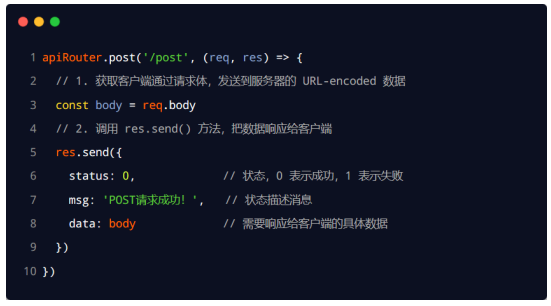 1 apiRouter.post('/post', (req, res) => {
2 // 1. 获取客户端通过请求体，发送到服务器的 URL-encoded 数据
3 const body = req.body
4 // 2. 调用 res.send() 方法，把数据响应给客户端
5 res.send({
6 status: 0, // 状态，0 表示成功，1 表示失败
7 msg: 'POST请求成功！', // 状态描述消息
8 data: body // 需要响应给客户端的具体数据
9 })
10 })